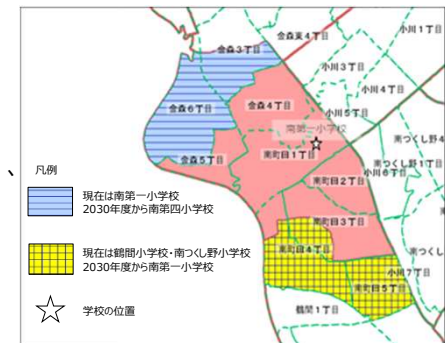 金森3丁目
金森東4丁目
小川1丁目
小川3丁目
小川4丁目
金森6丁目
金森4丁目
小川5丁目
南第一小学校
南つくし野4
金森5丁目
南町田1丁目
南つくし野1丁目
小川6丁目
南町田2丁目
南町田3丁目
南つくし
南町田4丁目
小川7丁目
南町田5丁目
鶴間1丁目
、
凡例
現在は南第一小学校
2030年度から南第四小学校
現在は鶴間小学校・南つくし野小学校
2030年度から南第一小学校
学校の位置